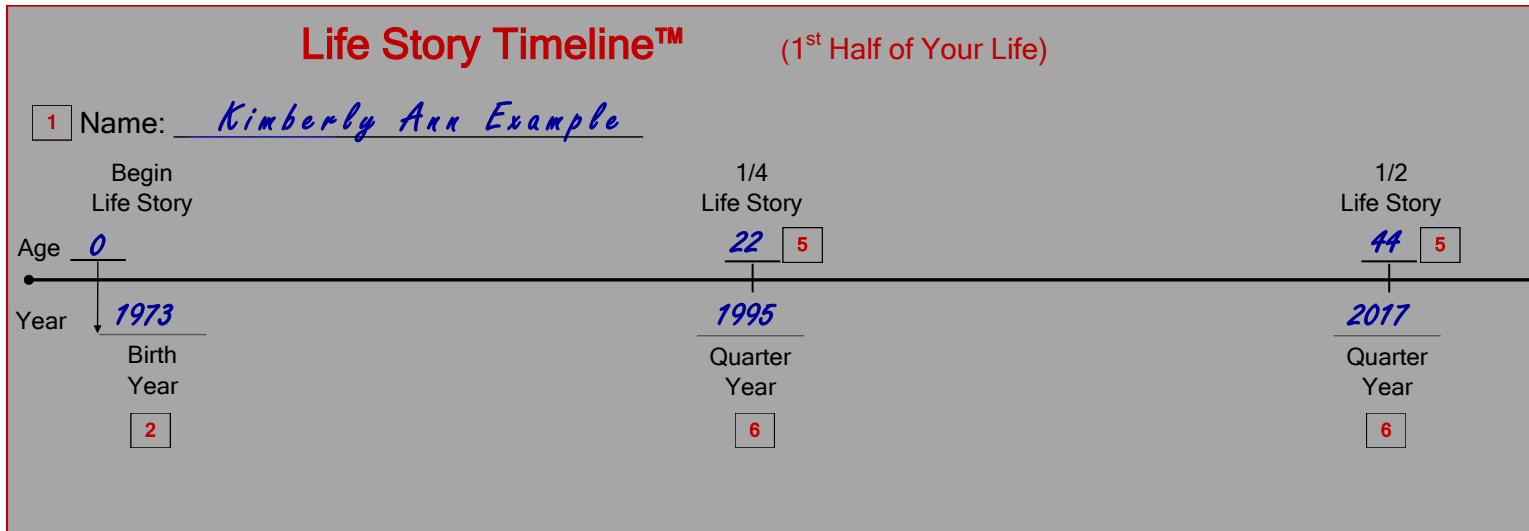 Life Story Timeline™ (1st Half of Your Life)
1 Name: Kimberly Ann Example
Begin 1/4 1/2
Life Story Life Story Life Story
Age 0 22 5 44 5
Year 1973 1995 2017
Birth Quarter Quarter
Year Year Year
2 6 6